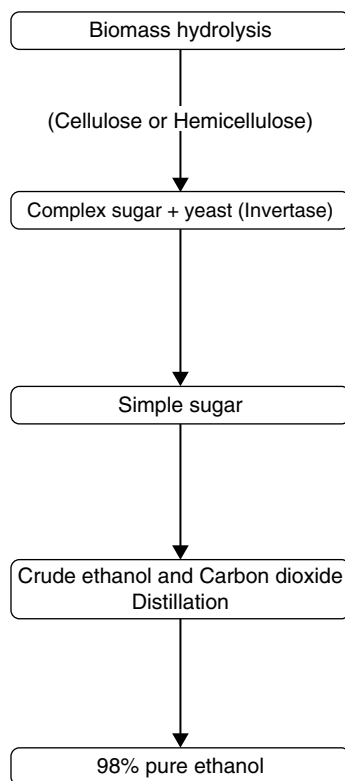 Biomass hydrolysis
(Cellulose or Hemicellulose)
Complex sugar + yeast (Invertase)
Simple sugar
Crude ethanol and Carbon dioxide
Distillation
98% pure ethanol